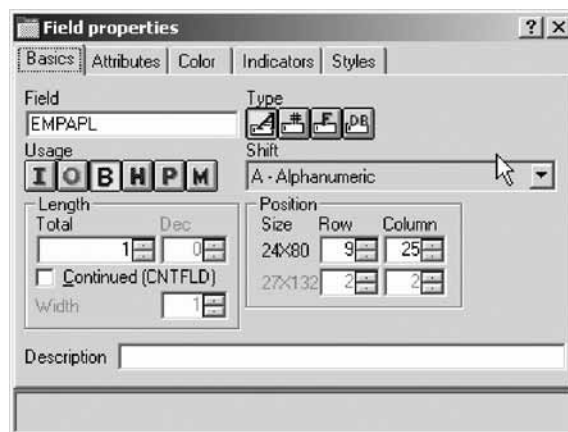 Field properties
? X
Basics Attributes Color Indicators Styles
Field Type
EMPAPL
A # F DB
Usage Shift
I O B H P M A - Alphanumeric
Length Position
Total Dec Size Row Column
1 0 24X80 9 25
Continued (CNTFLD) 27X132 2 2
Width 1
Description